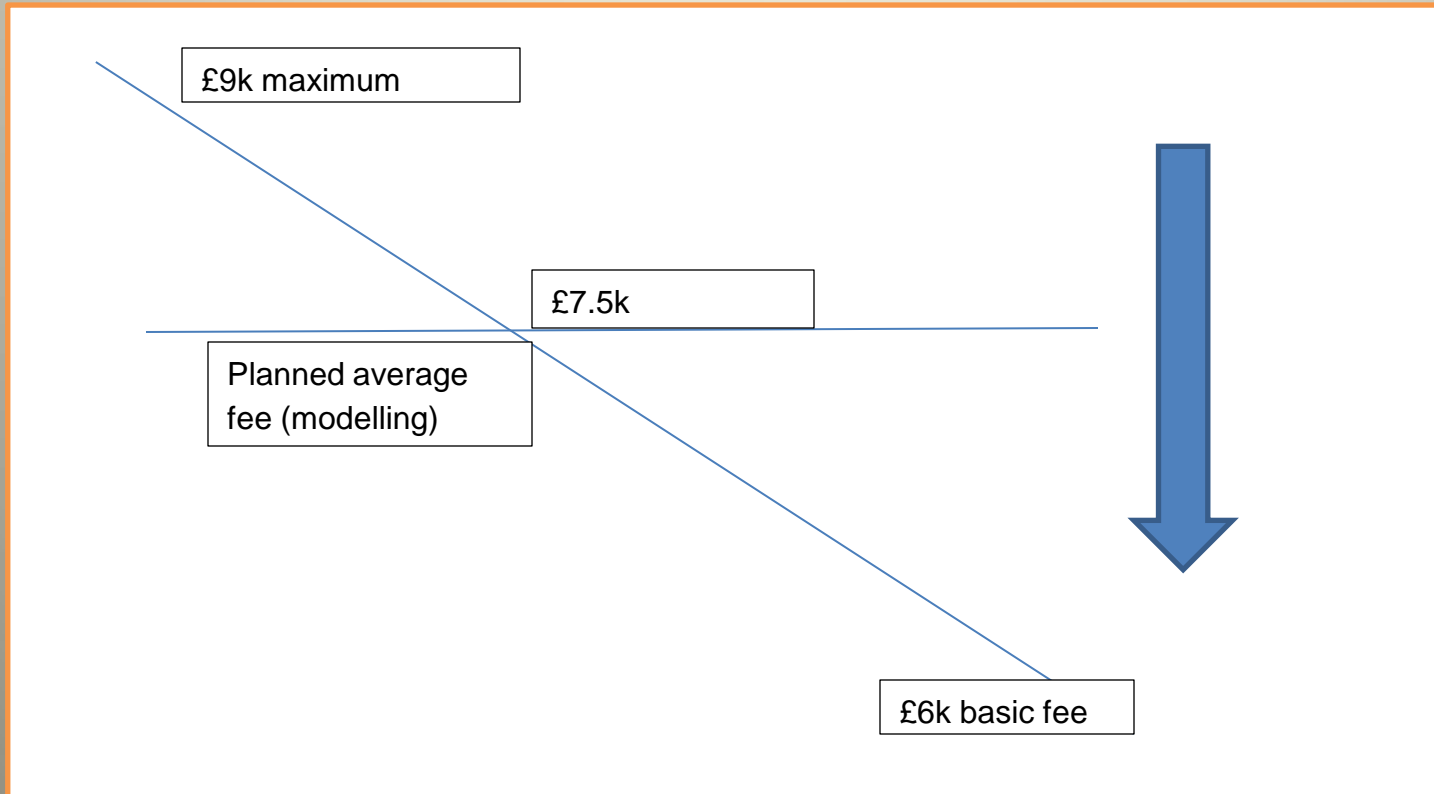 £9k maximum
£7.5k
Planned average
fee (modelling)
£6k basic fee